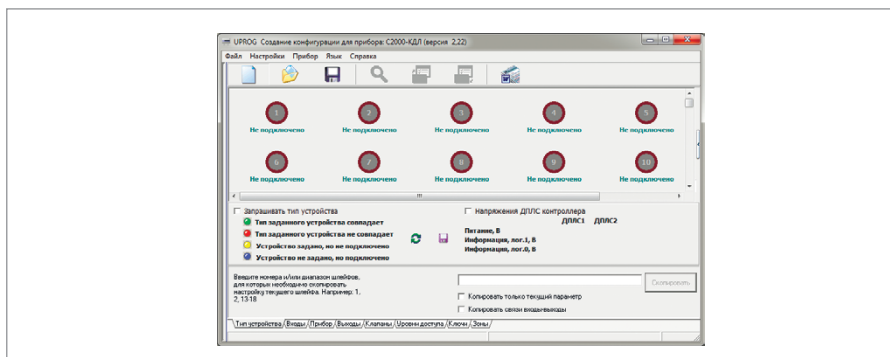 UPROG Создание конфигурации для прибора: С2000-КДЛ (версия 2,22)
Файл Настройки Прибор Язык Справка
1 2 3 4 5
Не подключено Не подключено Не подключено Не подключено Не подключено
6 7 8 9 10
Не подключено Не подключено Не подключено Не подключено Не подключено
Запрашивать тип устройства
Тип заданного устройства совпадает
Тип заданного устройства не совпадает
Устройство задано, но не подключено
Устройство не задано, но подключено
Напряжения ДПЛС контроллера
ДПЛС1 ДПЛС2
Питание, В
Информация, лог.1, В
Информация, лог.0, В
Введите номера и/или диапазон шлейфов,
для которых необходимо скопировать
настройку текущего шлейфа. Например: 1,
2, 13-18
Скопировать
Копировать только текущий параметр
Копировать связи входы-выходы
Тип устройства Входы Прибор Выходы Клапаны Уровни доступа Ключи Зоны